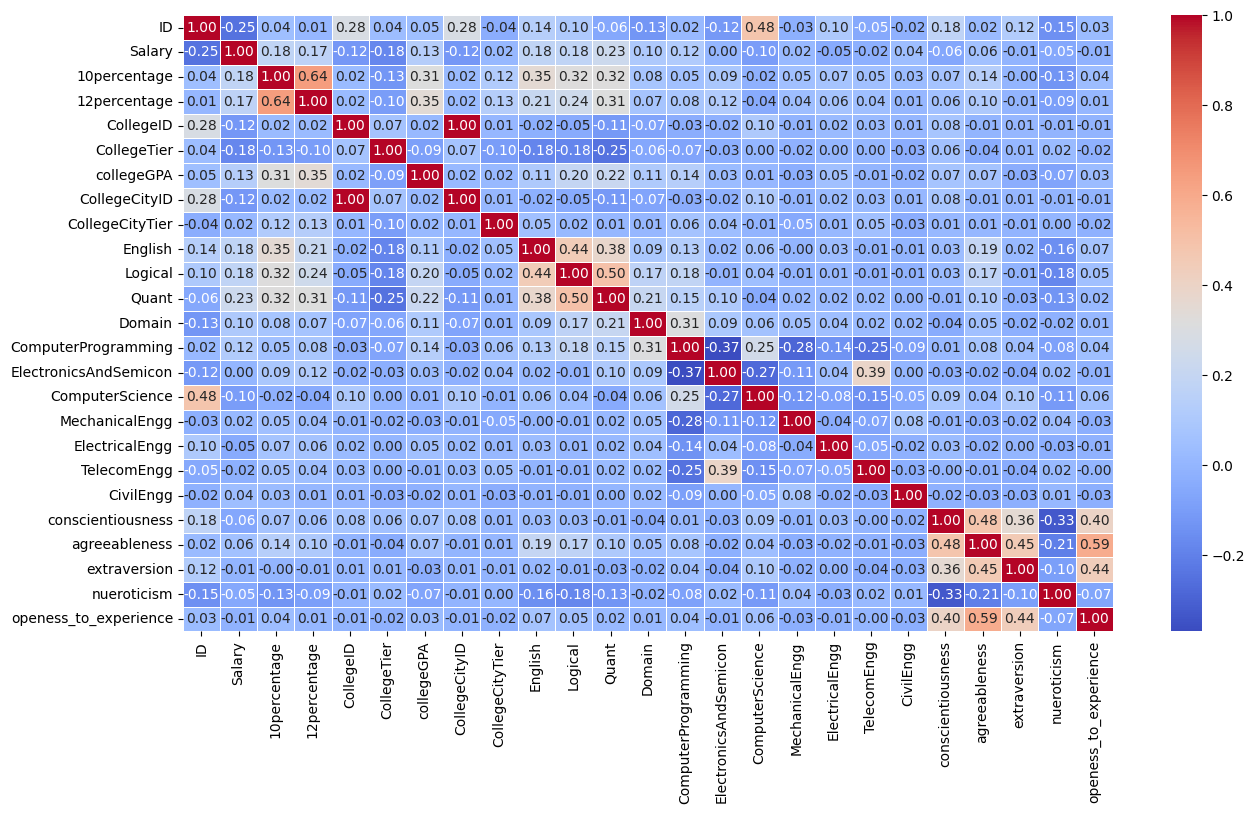 ID 1.00 -0.25 0.04 0.01 0.28 0.04 0.05 0.28 -0.04 0.14 0.10 -0.06 -0.13 0.02 -0.12 0.48 -0.03 0.10 -0.05 -0.02 0.18 0.02 0.12 -0.15 0.03 1.0
Salary -0.25 1.00 0.18 0.17 -0.12 -0.18 0.13 -0.12 0.02 0.18 0.18 0.23 0.10 0.12 0.00 -0.10 0.02 -0.05 -0.02 0.04 -0.06 0.06 -0.01 -0.05 -0.01
10percentage 0.04 0.18 1.00 0.64 0.02 -0.13 0.31 0.02 0.12 0.35 0.32 0.32 0.08 0.05 0.09 -0.02 0.05 0.07 0.05 0.03 0.07 0.14 -0.00 -0.13 0.04
12percentage 0.01 0.17 0.64 1.00 0.02 -0.10 0.35 0.02 0.13 0.21 0.24 0.31 0.07 0.08 0.12 -0.04 0.04 0.06 0.04 0.01 0.06 0.10 -0.01 -0.09 0.01 0.8
CollegeID 0.28 -0.12 0.02 0.02 1.00 0.07 0.02 1.00 0.01 -0.02 -0.05 -0.11 -0.07 -0.03 -0.02 0.10 -0.01 0.02 0.03 0.01 0.08 -0.01 0.01 -0.01 -0.01
CollegeTier 0.04 -0.18 -0.13 -0.10 0.07 1.00 -0.09 0.07 -0.10 -0.18 -0.18 -0.25 -0.06 -0.07 -0.03 0.00 -0.02 0.00 0.00 -0.03 0.06 -0.04 0.01 0.02 -0.02
collegeGPA 0.05 0.13 0.31 0.35 0.02 -0.09 1.00 0.02 0.02 0.11 0.20 0.22 0.11 0.14 0.03 0.01 -0.03 0.05 -0.01 -0.02 0.07 0.07 -0.03 -0.07 0.03 0.6
CollegeCityID 0.28 -0.12 0.02 0.02 1.00 0.07 0.02 1.00 0.01 -0.02 -0.05 -0.11 -0.07 -0.03 -0.02 0.10 -0.01 0.02 0.03 0.01 0.08 -0.01 0.01 -0.01 -0.01
CollegeCityTier -0.04 0.02 0.12 0.13 0.01 -0.10 0.02 0.01 1.00 0.05 0.02 0.01 0.01 0.06 0.04 -0.01 -0.05 0.01 0.05 -0.03 0.01 0.01 -0.01 0.00 -0.02
English 0.14 0.18 0.35 0.21 -0.02 -0.18 0.11 -0.02 0.05 1.00 0.44 0.38 0.09 0.13 0.02 0.06 -0.00 0.03 -0.01 -0.01 0.03 0.19 0.02 -0.16 0.07
Logical 0.10 0.18 0.32 0.24 -0.05 -0.18 0.20 -0.05 0.02 0.44 1.00 0.50 0.17 0.18 -0.01 0.04 -0.01 0.01 -0.01 -0.01 0.03 0.17 -0.01 -0.18 0.05 0.4
Quant -0.06 0.23 0.32 0.31 -0.11 -0.25 0.22 -0.11 0.01 0.38 0.50 1.00 0.21 0.15 0.10 -0.04 0.02 0.02 0.02 0.00 -0.01 0.10 -0.03 -0.13 0.02
Domain -0.13 0.10 0.08 0.07 -0.07 -0.06 0.11 -0.07 0.01 0.09 0.17 0.21 1.00 0.31 0.09 0.06 0.05 0.04 0.02 0.02 -0.04 0.05 -0.02 -0.02 0.01
ComputerProgramming 0.02 0.12 0.05 0.08 -0.03 -0.07 0.14 -0.03 0.06 0.13 0.18 0.15 0.31 1.00 -0.37 0.25 -0.28 -0.14 -0.25 -0.09 0.01 0.08 0.04 -0.08 0.04
ElectronicsAndSemicon -0.12 0.00 0.09 0.12 -0.02 -0.03 0.03 -0.02 0.04 0.02 -0.01 0.10 0.09 -0.37 1.00 -0.27 -0.11 0.04 0.39 0.00 -0.03 -0.02 -0.04 0.02 -0.01 0.2
ComputerScience 0.48 -0.10 -0.02 -0.04 0.10 0.00 0.01 0.10 -0.01 0.06 0.04 -0.04 0.06 0.25 -0.27 1.00 -0.12 -0.08 -0.15 -0.05 0.09 0.04 0.10 -0.11 0.06
MechanicalEngg -0.03 0.02 0.05 0.04 -0.01 -0.02 -0.03 -0.01 -0.05 -0.00 -0.01 0.02 0.05 -0.28 -0.11 -0.12 1.00 -0.04 -0.07 0.08 -0.01 -0.03 -0.02 0.04 -0.03
ElectricalEngg 0.10 -0.05 0.07 0.06 0.02 0.00 0.05 0.02 0.01 0.03 0.01 0.02 0.04 -0.14 0.04 -0.08 -0.04 1.00 -0.05 -0.02 0.03 -0.02 0.00 -0.03 -0.01
TelecomEngg -0.05 -0.02 0.05 0.04 0.03 0.00 -0.01 0.03 0.05 -0.01 -0.01 0.02 0.02 -0.25 0.39 -0.15 -0.07 -0.05 1.00 -0.03 -0.00 -0.01 -0.04 0.02 -0.00 0.0
CivilEngg -0.02 0.04 0.03 0.01 0.01 -0.03 -0.02 0.01 -0.03 -0.01 -0.01 0.00 0.02 -0.09 0.00 -0.05 0.08 -0.02 -0.03 1.00 -0.02 -0.03 -0.03 0.01 -0.03
conscientiousness 0.18 -0.06 0.07 0.06 0.08 0.06 0.07 0.08 0.01 0.03 0.03 -0.01 -0.04 0.01 -0.03 0.09 -0.01 0.03 -0.00 -0.02 1.00 0.48 0.36 -0.33 0.40
agreeableness 0.02 0.06 0.14 0.10 -0.01 -0.04 0.07 -0.01 0.01 0.19 0.17 0.10 0.05 0.08 -0.02 0.04 -0.03 -0.02 -0.01 -0.03 0.48 1.00 0.45 -0.21 0.59
extraversion 0.12 -0.01 -0.00 -0.01 0.01 0.01 -0.03 0.01 -0.01 0.02 -0.01 -0.03 -0.02 0.04 -0.04 0.10 -0.02 0.00 -0.04 -0.03 0.36 0.45 1.00 -0.10 0.44 −0.2
nueroticism -0.15 -0.05 -0.13 -0.09 -0.01 0.02 -0.07 -0.01 0.00 -0.16 -0.18 -0.13 -0.02 -0.08 0.02 -0.11 0.04 -0.03 0.02 0.01 -0.33 -0.21 -0.10 1.00 -0.07
openess_to_experience 0.03 -0.01 0.04 0.01 -0.01 -0.02 0.03 -0.01 -0.02 0.07 0.05 0.02 0.01 0.04 -0.01 0.06 -0.03 -0.01 -0.00 -0.03 0.40 0.59 0.44 -0.07 1.00
ID
Salary
10percentage
12percentage
CollegeID
CollegeTier
collegeGPA
CollegeCityID
CollegeCityTier
English
Logical
Quant
Domain
ComputerProgramming
ElectronicsAndSemicon
ComputerScience
MechanicalEngg
ElectricalEngg
TelecomEngg
CivilEngg
conscientiousness
agreeableness
extraversion
nueroticism
openess_to_experience